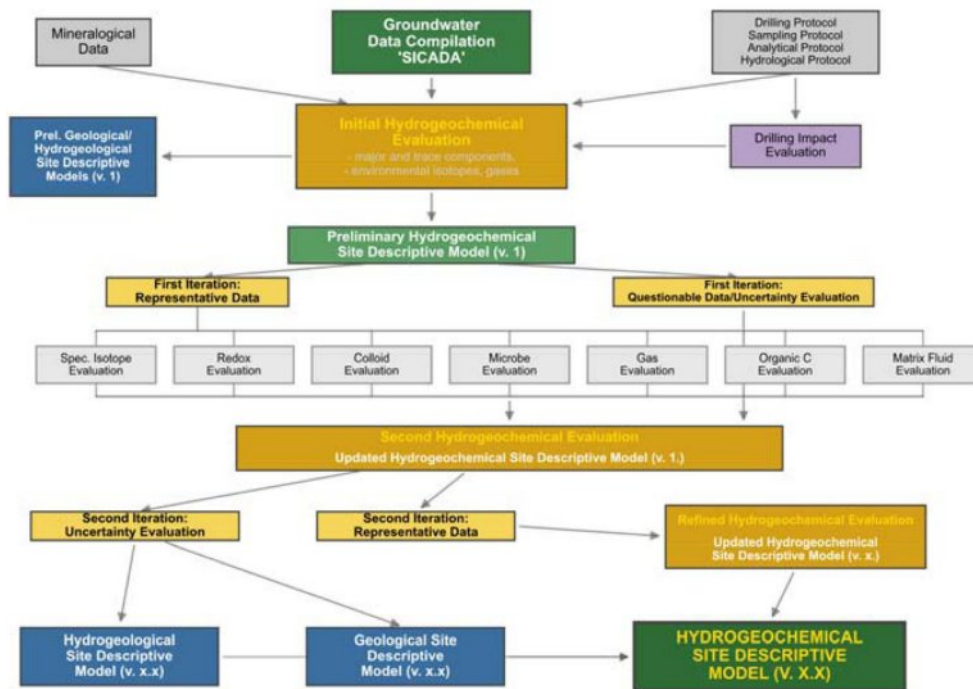 Mineralogical
Data
Groundwater
Data Compilation
'SICADA'
Drilling Protocol
Sampling Protocol
Analytical Protocol
Hydrological Protocol
Prel. Geological/
Hydrogeological
Site Descriptive
Models (v. 1)
Initial Hydrogeochemical
Evaluation
- major and trace components,
- environmental isotopes, gases
Drilling Impact
Evaluation
Preliminary Hydrogeochemical
Site Descriptive Model (v. 1)
First Iteration:
Representative Data
First Iteration:
Questionable Data/Uncertainty Evaluation
Spec. Isotope
Evaluation
Redox
Evaluation
Colloid
Evaluation
Microbe
Evaluation
Gas
Evaluation
Organic C
Evaluation
Matrix Fluid
Evaluation
Second Hydrogeochemical Evaluation
Updated Hydrogeochemical Site Descriptive Model (v. 1.)
Second Iteration:
Uncertainty Evaluation
Second Iteration:
Representative Data
Refined Hydrogeochemical Evaluation
Updated Hydrogeochemical
Site Descriptive Model (v. x.)
Hydrogeological
Site Descriptive
Model (v. x.x)
Geological Site
Descriptive
Model (v. x.x)
HYDROGEOCHEMICAL
SITE DESCRIPTIVE
MODEL (V. X.X)